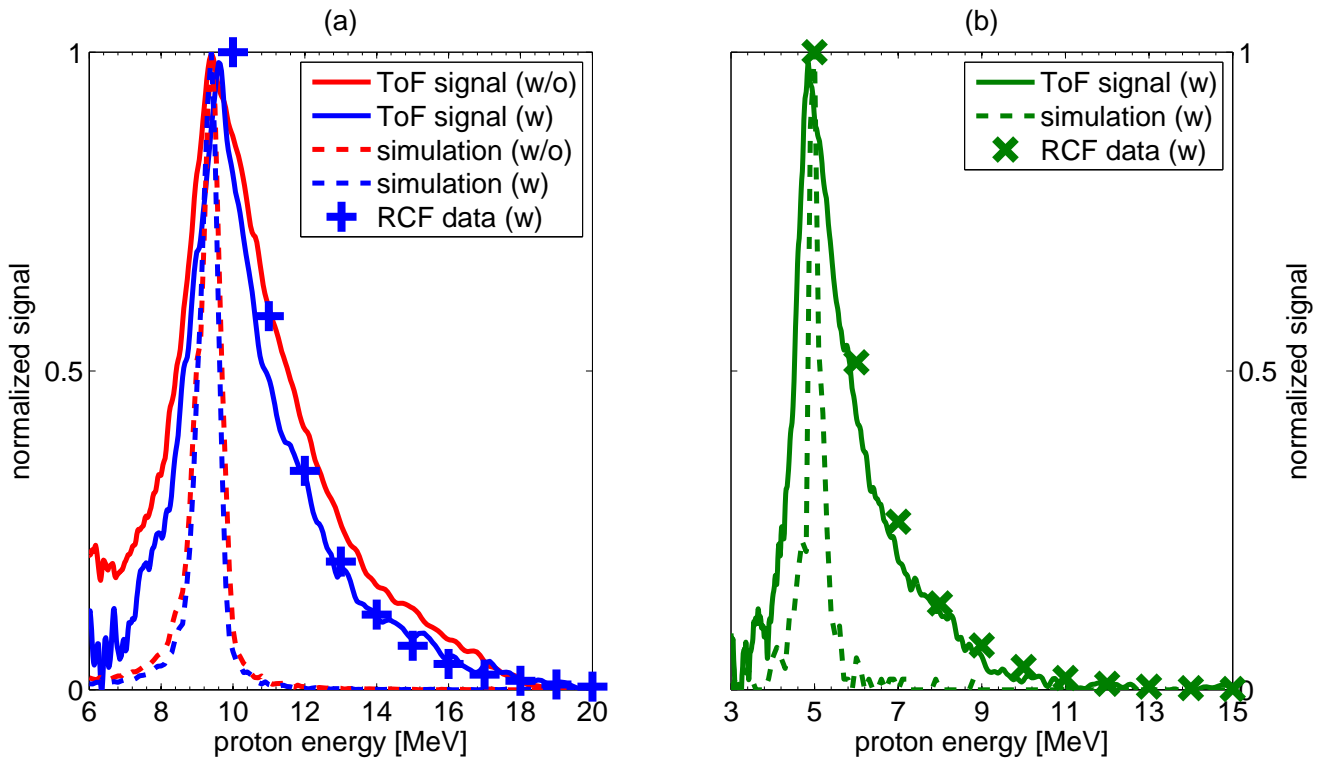 (a)
1
0.5
0
normalized signal
ToF signal (w/o)
ToF signal (w)
simulation (w/o)
simulation (w)
RCF data (w)
6 8 10 12 14 16 18 20
proton energy [MeV]
(b)
ToF signal (w)
simulation (w)
RCF data (w)
1
0.5
0
normalized signal
3 5 7 9 11 13 15
proton energy [MeV]